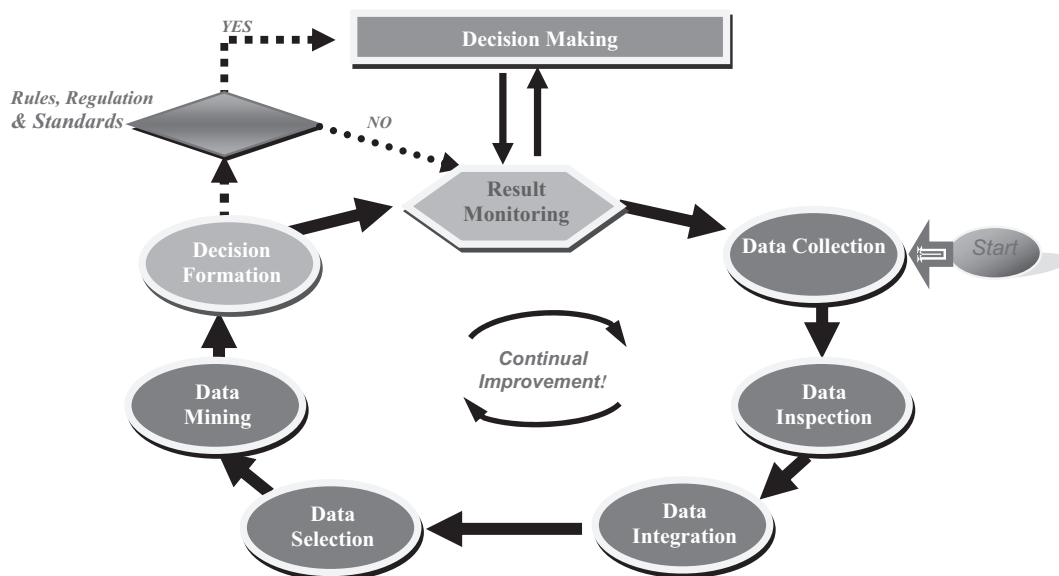 YES
Decision Making
Rules, Regulation
& Standards
NO
Result
Monitoring
Decision
Formation
Data Collection
Start
Continual
Improvement!
Data
Mining
Data
Inspection
Data
Selection
Data
Integration